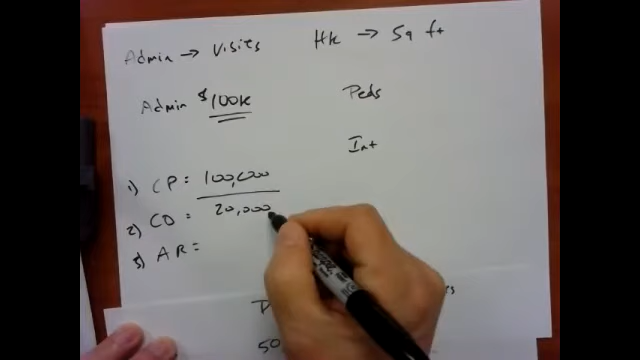 Admin → Visits
Hk → Sq ft
Admin $100k
Peds
Int
1) CP = 100,000
2) CD = 20,000
3) AR =
50